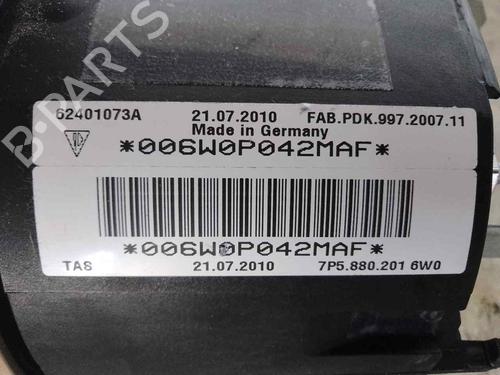 62401073A 21.07.2010 FAB.PDK.997.2007.11
Made in Germany
*006W0P042MAF*
*006W0P042MAF*
TAS 21.07.2010 7P5.880.201 6W0
B-PARTS